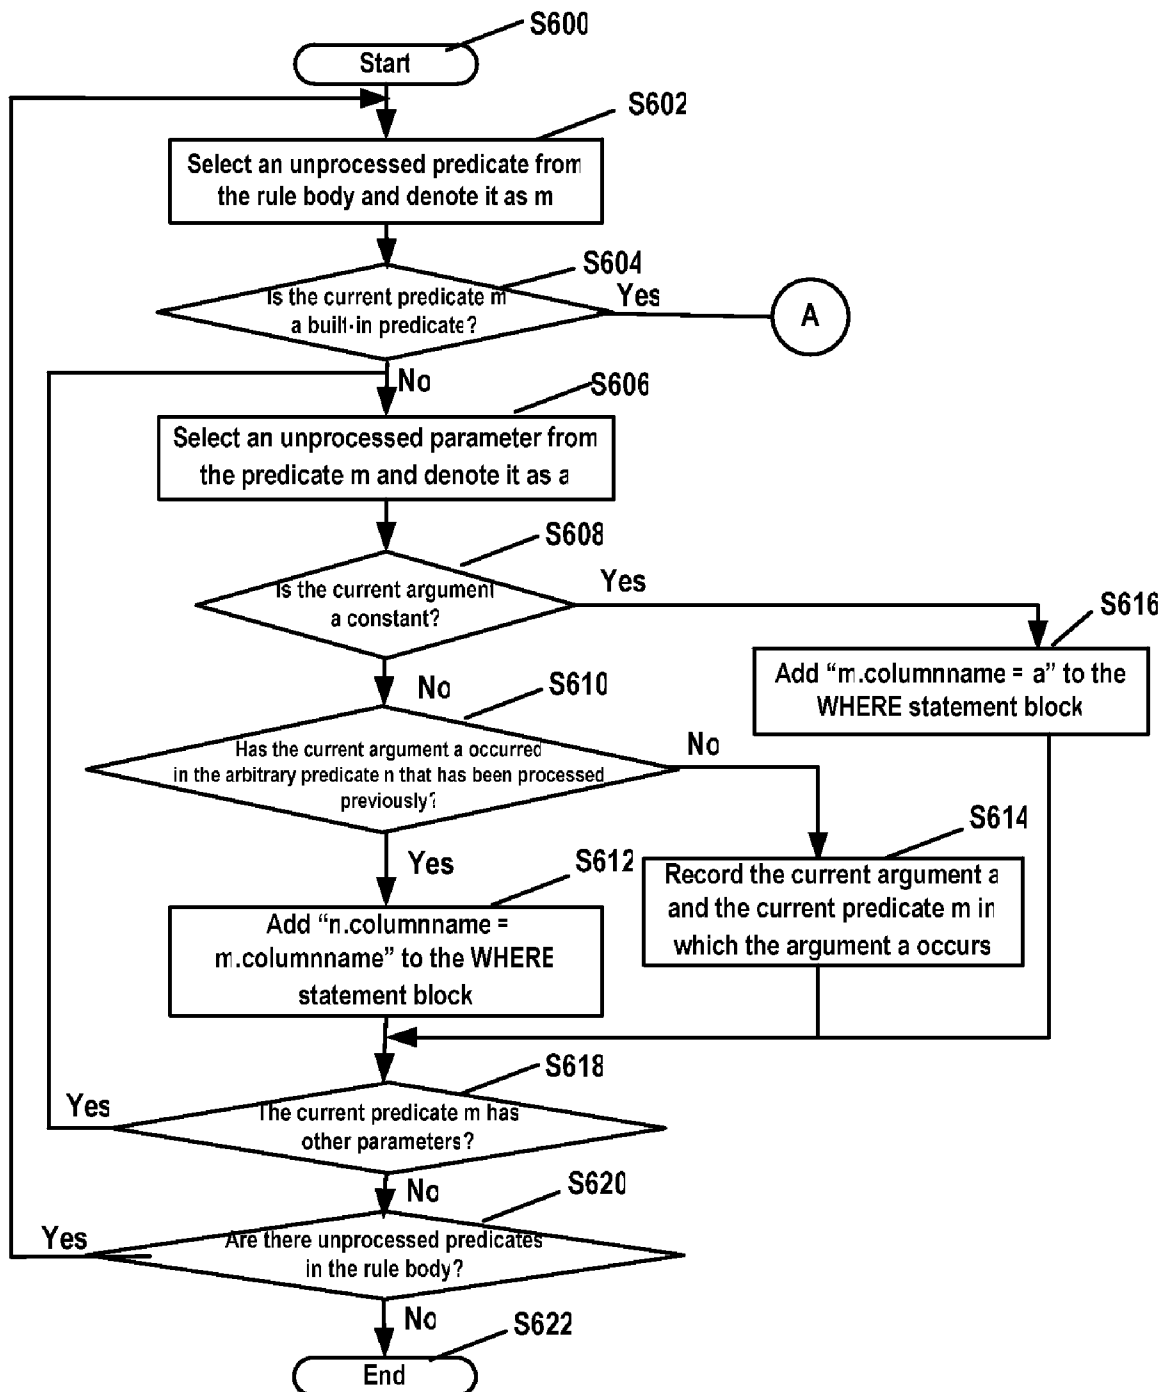 S600
Start
S602
Select an unprocessed predicate from
the rule body and denote it as m
S604
Is the current predicate m
a built-in predicate?
Yes
A
No
S606
Select an unprocessed parameter from
the predicate m and denote it as a
S608
Is the current argument
a constant?
Yes
S616
Add “m.columnname = a” to the
WHERE statement block
No
S610
Has the current argument a occurred
in the arbitrary predicate n that has been processed
previously?
No
S614
Record the current argument a
and the current predicate m in
which the argument a occurs
Yes
S612
Add “n.columnname =
m.columnname” to the WHERE
statement block
S618
The current predicate m has
other parameters?
Yes
No
S620
Are there unprocessed predicates
in the rule body?
Yes
No
S622
End